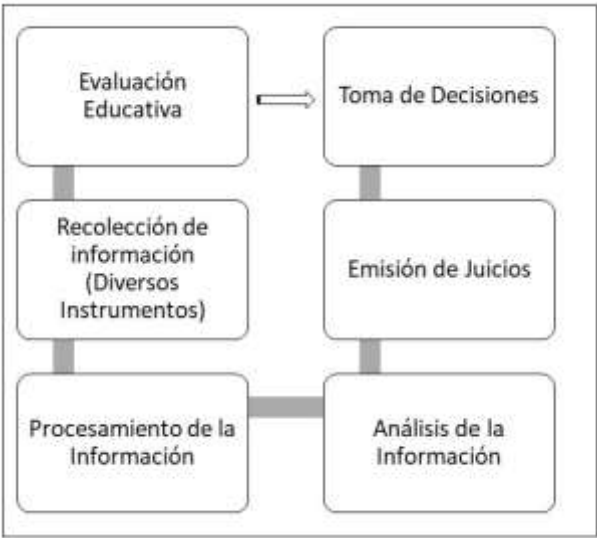 Evaluación
Educativa
Toma de Decisiones
Recolección de
información
(Diversos
Instrumentos)
Emisión de Juicios
Procesamiento de la
Información
Análisis de la
Información